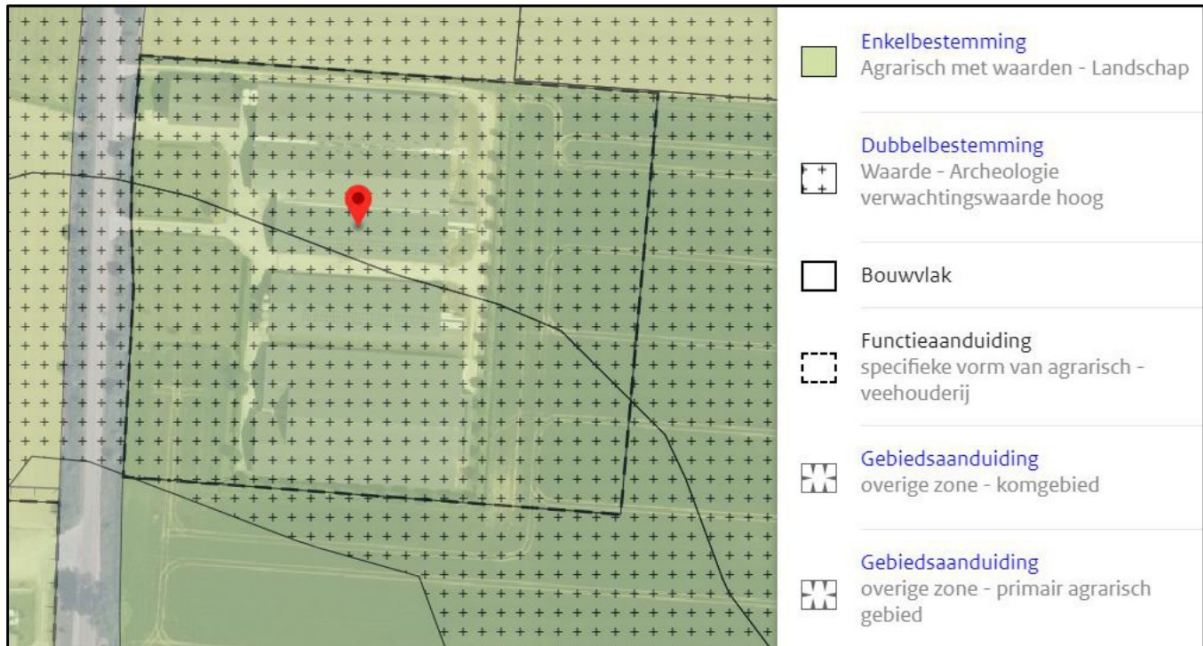 Enkelbestemming
Agrarisch met waarden - Landschap
Dubbelbestemming
Waarde - Archeologie
verwachtingswaarde hoog
Bouwvlak
Functieaanduiding
specifieke vorm van agrarisch -
veehouderij
Gebiedsaanduiding
overige zone - komgebied
Gebiedsaanduiding
overige zone - primair agrarisch
gebied